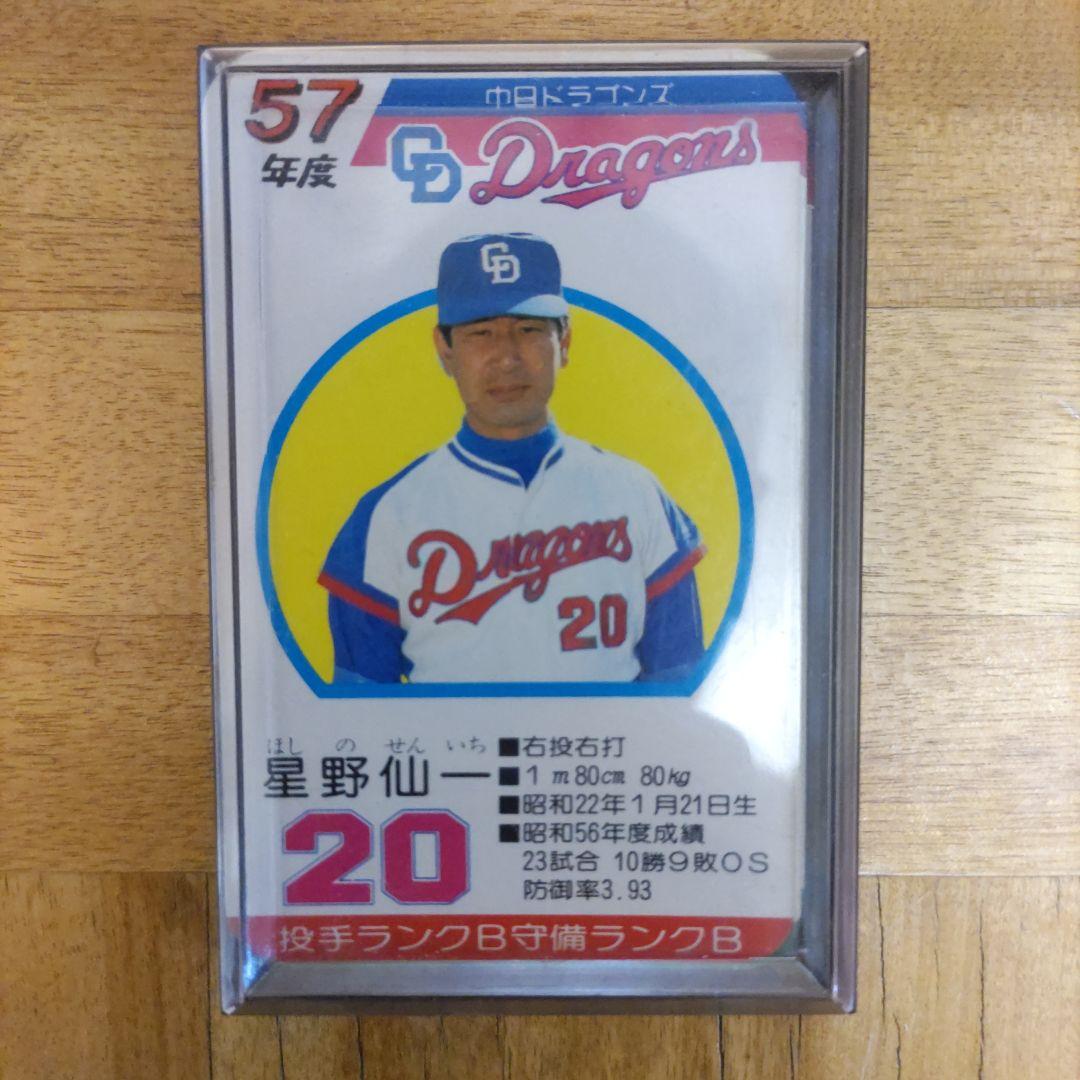 57
年度
中日ドラゴンズ
CD Dragons
CD
Dragons
20
ほしのせんいち
星野仙一
20
■右投右打
■1m80cm 80kg
■昭和22年1月21日生
■昭和56年度成績
23試合 10勝9敗0S
防御率3.93
投手ランクB守備ランクB